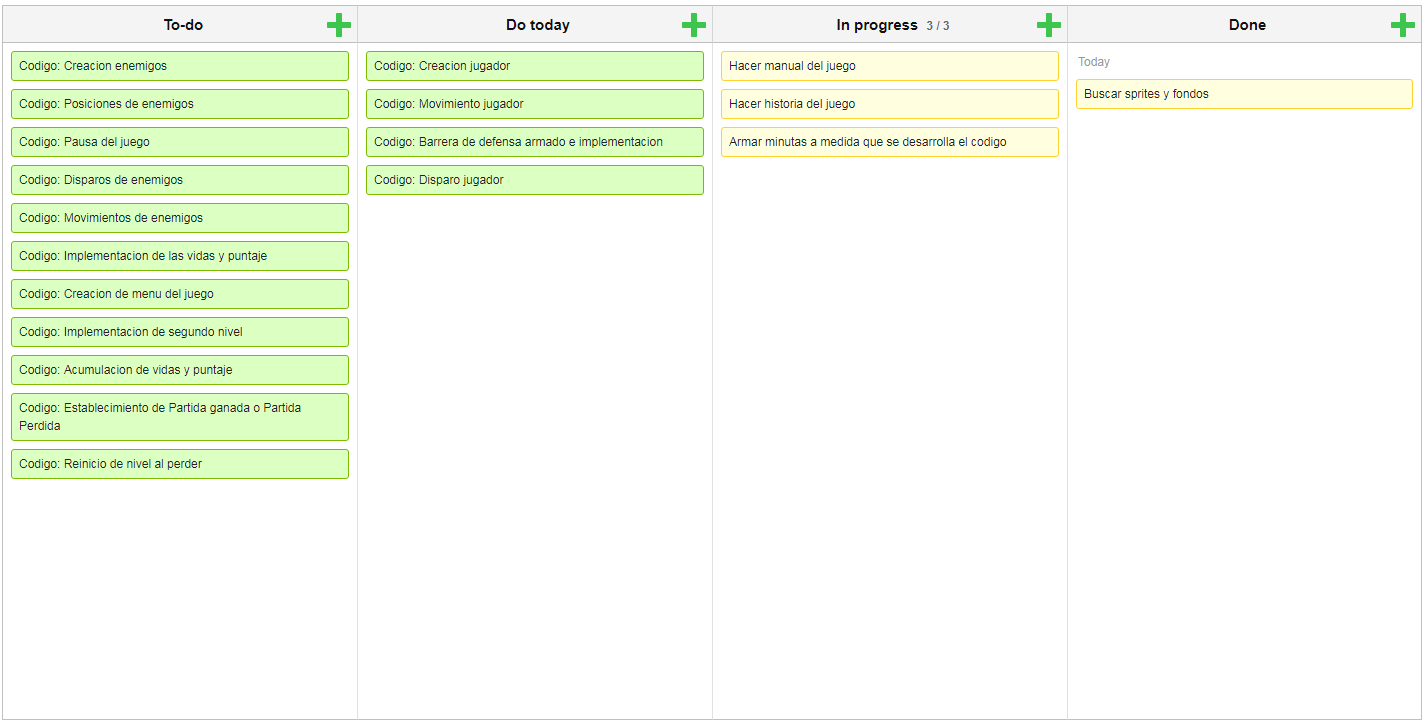 To-do
Codigo: Creacion enemigos
Codigo: Posiciones de enemigos
Codigo: Pausa del juego
Codigo: Disparos de enemigos
Codigo: Movimientos de enemigos
Codigo: Implementacion de las vidas y puntaje
Codigo: Creacion de menu del juego
Codigo: Implementacion de segundo nivel
Codigo: Acumulacion de vidas y puntaje
Codigo: Establecimiento de Partida ganada o Partida
Perdida
Codigo: Reinicio de nivel al perder
Do today
Codigo: Creacion jugador
Codigo: Movimiento jugador
Codigo: Barrera de defensa armado e implementacion
Codigo: Disparo jugador
In progress 3 / 3
Hacer manual del juego
Hacer historia del juego
Armar minutas a medida que se desarrolla el codigo
Done
Today
Buscar sprites y fondos